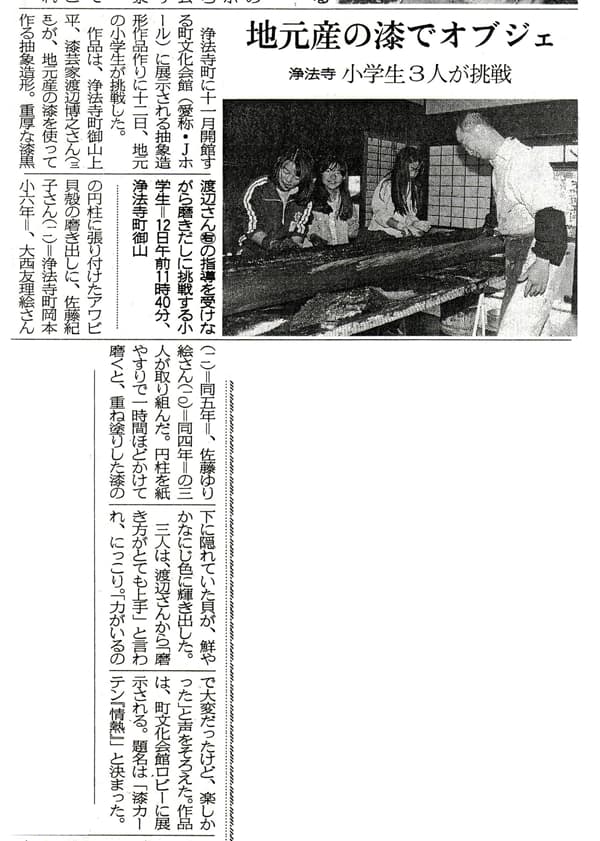 地元産の漆でオブジェ
浄法寺 小学生3人が挑戦
浄法寺町に十一月開館す
る町文化会館(愛称・Jホ
ール)に展示される抽象造
形作品作りに十二日、地元
の小学生が挑戦した。
作品は、浄法寺町御山上
平、漆芸家渡辺博之さん(三
が、地元産の漆を使って
作る抽象造形。重厚な漆黒
渡辺さん㊨の指導を受けな
がら磨きだしに挑戦する小
学生=12日午前11時40分、
浄法寺町御山
の円柱に張り付けたアワビ
貝殻の磨き出しに、佐藤紀
子さん(一二)=浄法寺町岡本
小六年=、大西友理絵さん
(一一)=同五年=、佐藤ゆり
絵さん(一〇)=同四年=の三
人が取り組んだ。円柱を紙
やすりで一時間ほどかけて
磨くと、重ね塗りした漆の
下に隠れていた貝が、鮮や
かなにじ色に輝き出した。
三人は、渡辺さんから「磨
き方がとても上手」と言わ
れ、にっこり。「力がいるの
で大変だったけど、楽しか
った」と声をそろえた。作品
は、町文化会館ロビーに展
示される。題名は「漆カー
テン『情熱』」と決まった。